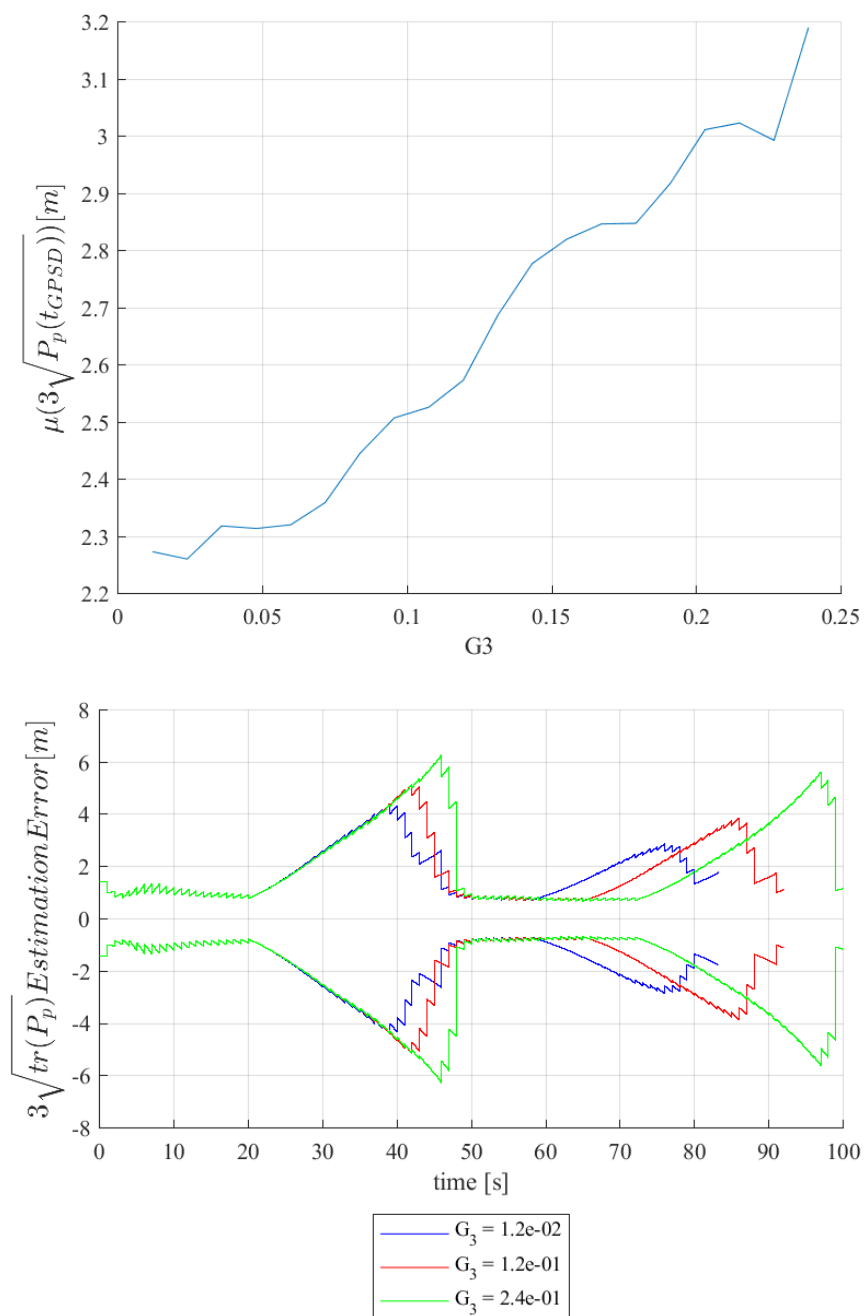 3.2
3.1
3
2.9
2.8
2.7
2.6
2.5
2.4
2.3
2.2
μ(3√P_p(t_{GPSD}))[m]
0 0.05 0.1 0.15 0.2 0.25
G3
8
6
4
2
0
-2
-4
-6
-8
3√tr(P_p)EstimationError[m]
0 10 20 30 40 50 60 70 80 90 100
time [s]
G_3 = 1.2e-02
G_3 = 1.2e-01
G_3 = 2.4e-01